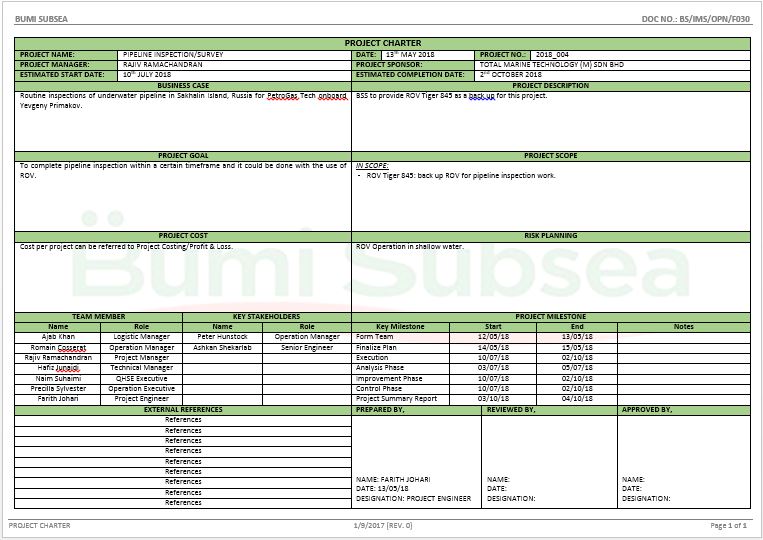 BUMI SUBSEA DOC NO.: BS/IMS/OPN/F030
PROJECT CHARTER
PROJECT NAME: PIPELINE INSPECTION/SURVEY DATE: 13TH MAY 2018 PROJECT NO.: 2018_004
PROJECT MANAGER: RAJIV RAMACHANDRAN PROJECT SPONSOR: TOTAL MARINE TECHNOLOGY (M) SDN BHD
ESTIMATED START DATE: 10TH JULY 2018 ESTIMATED COMPLETION DATE: 2ND OCTOBER 2018
BUSINESS CASE PROJECT DESCRIPTION
Routine inspections of underwater pipeline in Sakhalin Island, Russia for PetroGas Tech onboard
Yevgeny Primakov.
BSS to provide ROV Tiger 845 as a back up for this project.
PROJECT GOAL PROJECT SCOPE
To complete pipeline inspection within a certain timeframe and it could be done with the use of
ROV.
IN SCOPE:
- ROV Tiger 845: back up ROV for pipeline inspection work.
PROJECT COST RISK PLANNING
Cost per project can be referred to Project Costing/Profit & Loss.
ROV Operation in shallow water.
Bumi Subsea
TEAM MEMBER KEY STAKEHOLDERS PROJECT MILESTONE
Name Role Name Role Key Milestone Start End Notes
Ajab Khan Logistic Manager Peter Hunstock Operation Manager Form Team 12/05/18 13/05/18
Romain Cosserat Operation Manager Ashkan Shekarlab Senior Engineer Finalize Plan 14/05/18 15/05/18
Rajiv Ramachandran Project Manager Execution 10/07/18 02/10/18
Hafiz Junaidi Technical Manager Analysis Phase 03/07/18 05/07/18
Naim Suhaimi QHSE Executive Improvement Phase 10/07/18 02/10/18
Precilla Sylvester Operation Executive Control Phase 10/07/18 02/10/18
Farith Johari Project Engineer Project Summary Report 03/10/18 04/10/18
EXTERNAL REFERENCES PREPARED BY, REVIEWED BY, APPROVED BY,
References
References
References
References
References
References
References
References
References
NAME: FARITH JOHARI NAME: NAME:
DATE: 13/05/18 DATE: DATE:
DESIGNATION: PROJECT ENGINEER DESIGNATION: DESIGNATION:
PROJECT CHARTER 1/9/2017 [REV. 0] Page 1 of 1